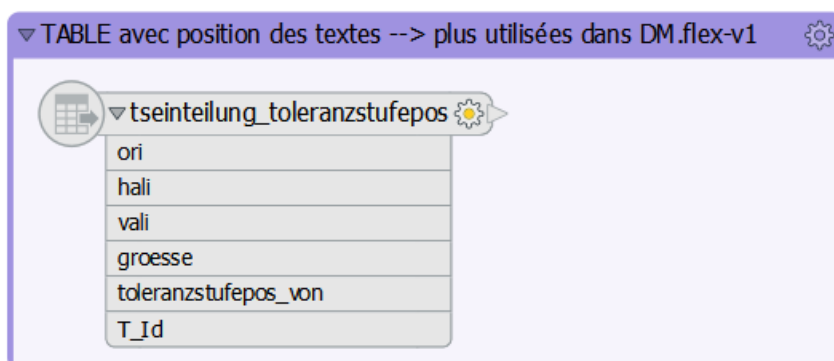 TABLE avec position des textes --> plus utilisées dans DM.flex-v1
tseinteilung_toleranzstufepos
ori
hali
vali
groesse
toleranzstufepos_von
T_Id